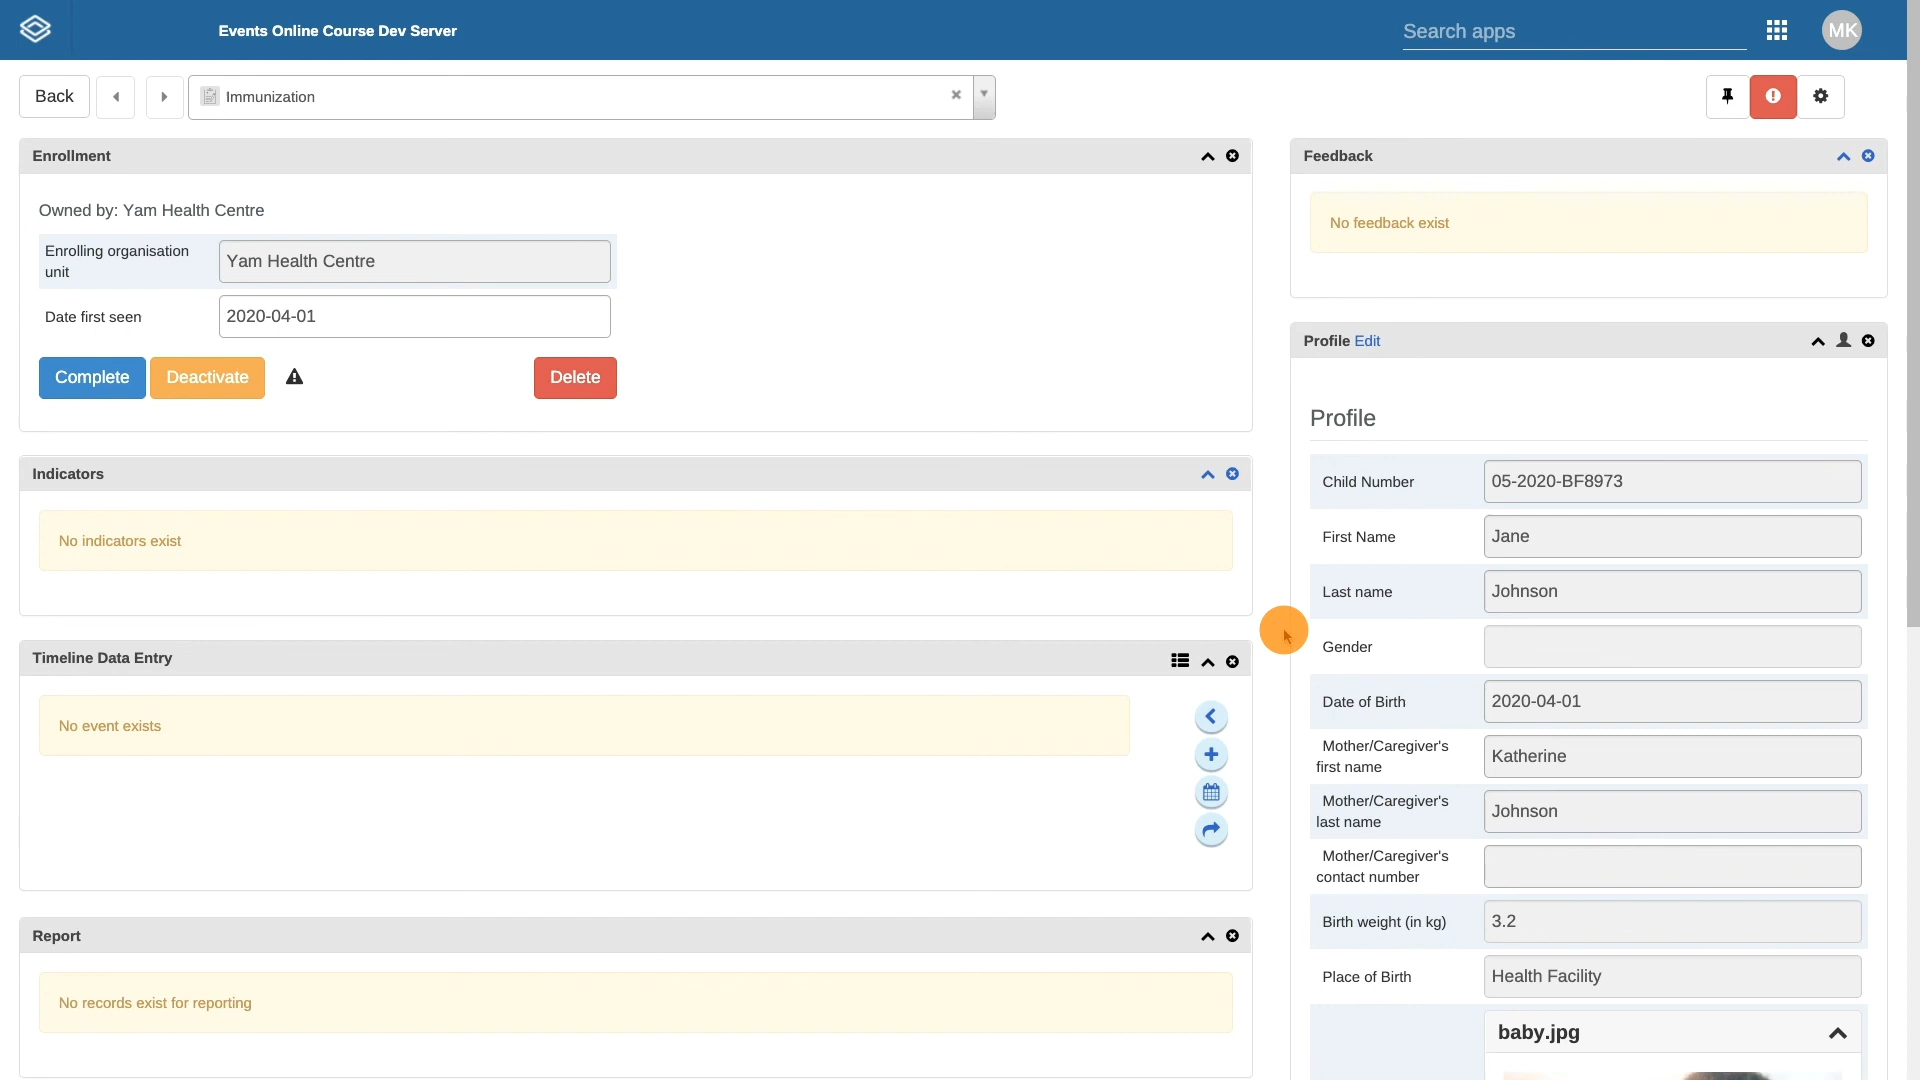 Events Online Course Dev Server
Search apps
MK
Back
Immunization
Enrollment
Owned by: Yam Health Centre
Enrolling organisation
unit
Yam Health Centre
Date first seen
2020-04-01
Complete
Deactivate
Delete
Indicators
No indicators exist
Timeline Data Entry
No event exists
Report
No records exist for reporting
Feedback
No feedback exist
Profile Edit
Profile
Child Number
05-2020-BF8973
First Name
Jane
Last name
Johnson
Gender
Date of Birth
2020-04-01
Mother/Caregiver's
first name
Katherine
Mother/Caregiver's
last name
Johnson
Mother/Caregiver's
contact number
Birth weight (in kg)
3.2
Place of Birth
Health Facility
baby.jpg